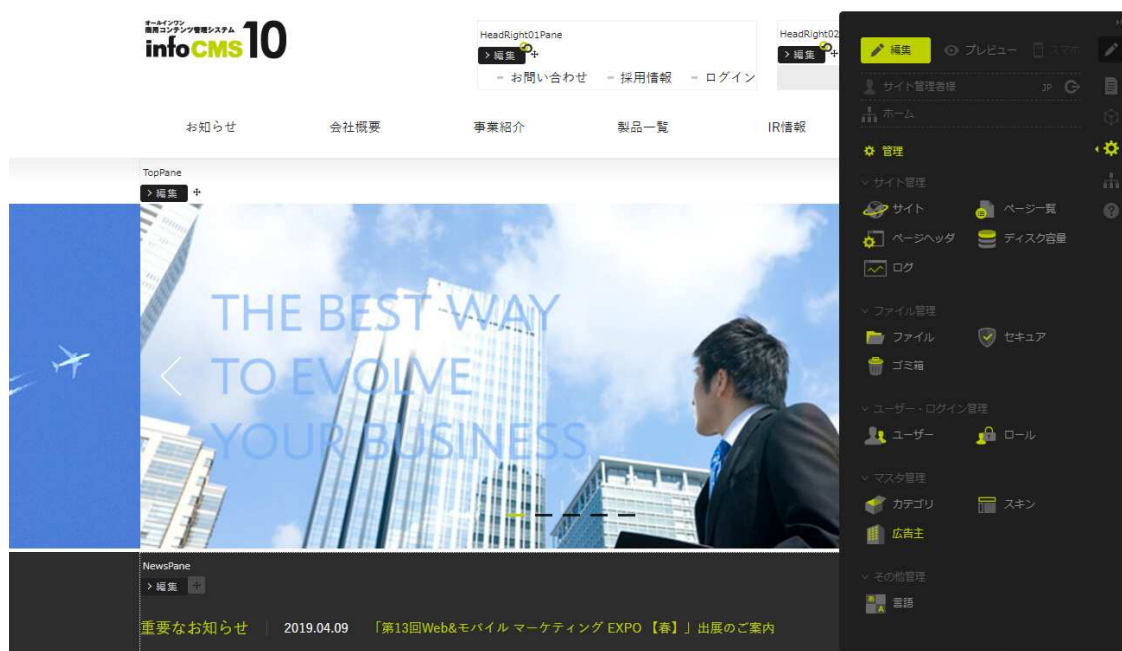 オールインワン
商用コンテンツ管理システム
infoCMS 10
HeadRight01Pane
編集
- お問い合わせ - 採用情報 - ログイン
HeadRight02
編集
お知らせ 会社概要 事業紹介 製品一覧 IR情報
TopPane
編集
THE BEST WAY
TO EVOLVE
YOUR BUSINESS
NewsPane
編集
重要なお知らせ 2019.04.09 「第13回Web&モバイル マーケティング EXPO 【春】」出展のご案内
編集 プレビュー スマホ
サイト管理者様 JP
ホーム
管理
サイト管理
サイト ページ一覧
ページヘッダ ディスク容量
ログ
ファイル管理
ファイル セキュア
ゴミ箱
ユーザー・ログイン管理
ユーザー ロール
マスタ管理
カテゴリ スキン
広告主
その他管理
言語